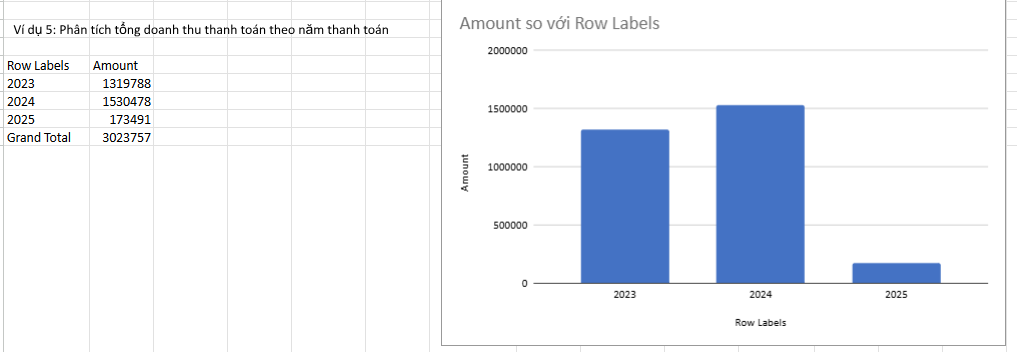 Ví dụ 5: Phân tích tổng doanh thu thanh toán theo năm thanh toán
Row Labels Amount
2023 1319788
2024 1530478
2025 173491
Grand Total 3023757
Amount so với Row Labels
2000000
1500000
1000000
500000
0
Amount
2023 2024 2025
Row Labels